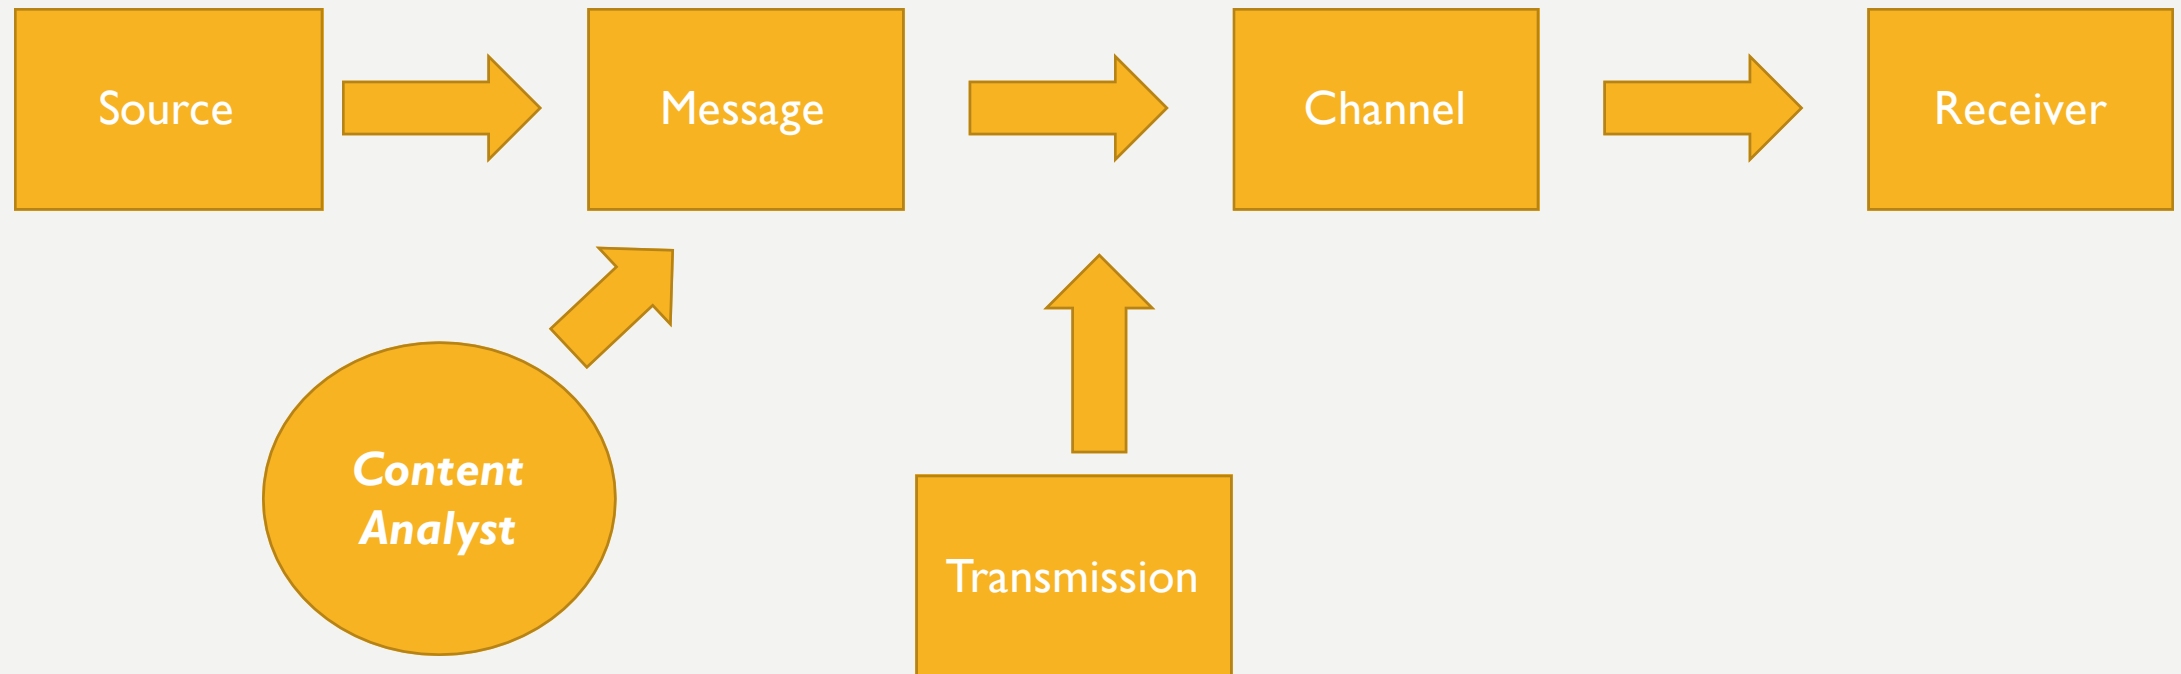 Source
Message
Channel
Receiver
Content
Analyst
Transmission